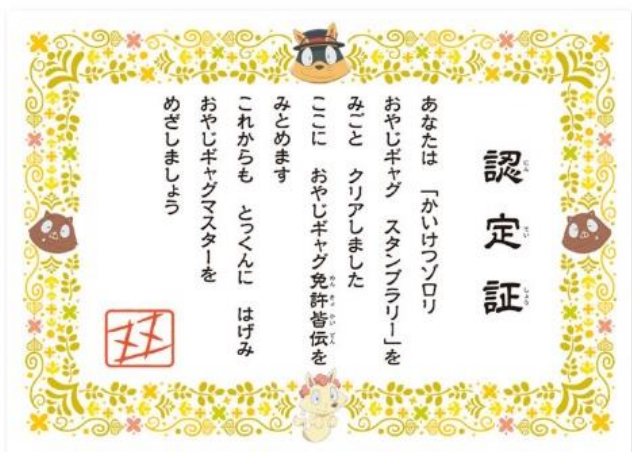 認定証
あなたは 「かいけつゾロリ
おやじギャグ スタンプラリー」を
みごと クリアしました
ここに おやじギャグ免許皆伝を
みとめます
これからも とっくんに はげみ
おやじギャグマスターを
めざしましょう